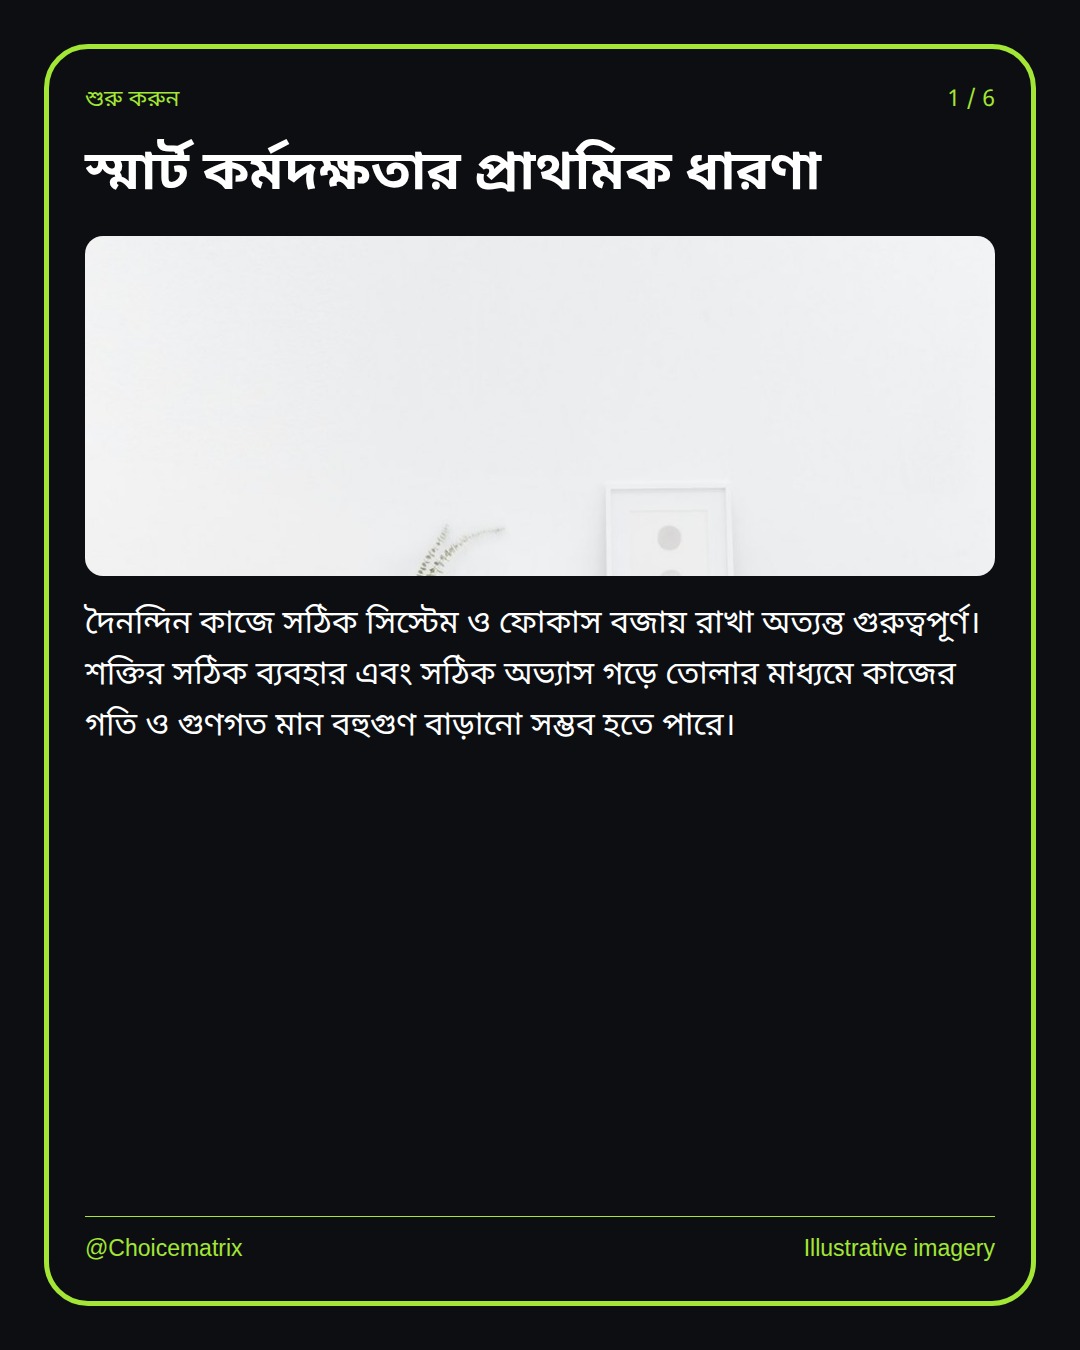 শুরু করুন
1 / 6
স্মার্ট কর্মদক্ষতার প্রাথমিক ধারণা
দৈনন্দিন কাজে সঠিক সিস্টেম ও ফোকাস বজায় রাখা অত্যন্ত গুরুত্বপূর্ণ।
শক্তির সঠিক ব্যবহার এবং সঠিক অভ্যাস গড়ে তোলার মাধ্যমে কাজের
গতি ও গুণগত মান বহুগুণ বাড়ানো সম্ভব হতে পারে।
@Choicematrix
Illustrative imagery